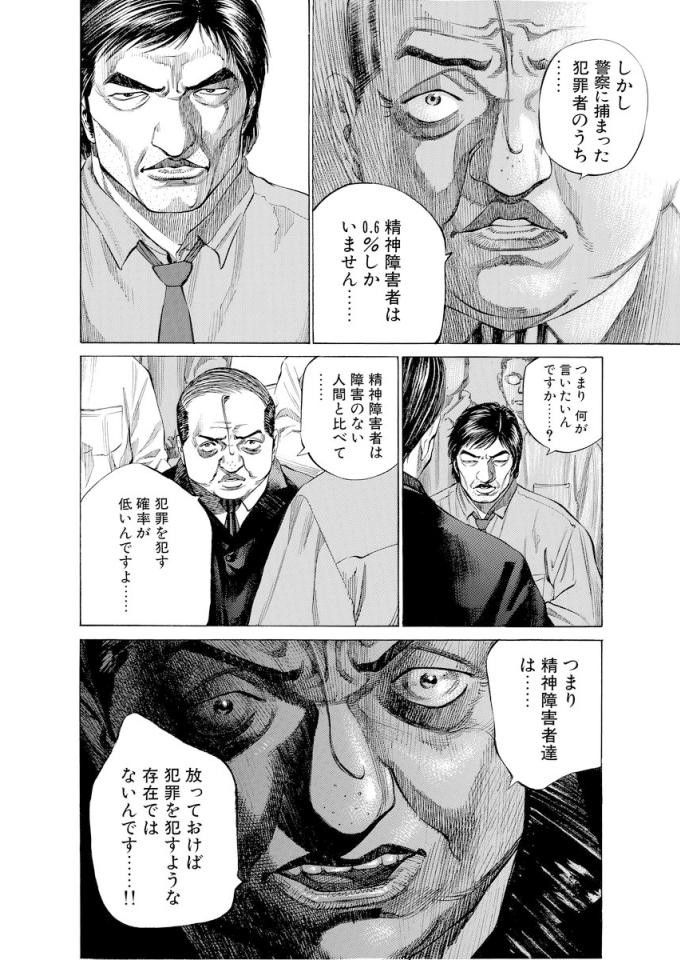 しかし
警察に捕まった
犯罪者のうち
……
精神障害者は
0.6％しか
いません……
つまり 何が
言いたいん
ですか……？
精神障害者は
障害のない
人間と比べて
……
犯罪を犯す
確率が
低いんですよ……
つまり
精神障害者達
は……
放っておけば
犯罪を犯すような
存在では
ないんです……!!